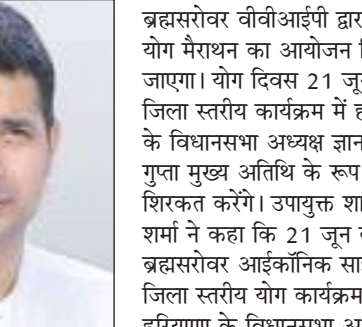 ब्रह्मसरोवर वीवीआईपी द्वार
योग मैराथन का आयोजन
जाएगा। योग दिवस 21 जून
जिला स्तरीय कार्यक्रम में
के विधानसभा अध्यक्ष ज्ञान
गुप्ता मुख्य अतिथि के रूप
शिरकत करेंगे। उपायुक्त
शर्मा ने कहा कि 21 जून
ब्रह्मसरोवर आईकॉनिक
जिला स्तरीय योग कार्यक्रम
हरियाणा के विधानसभा